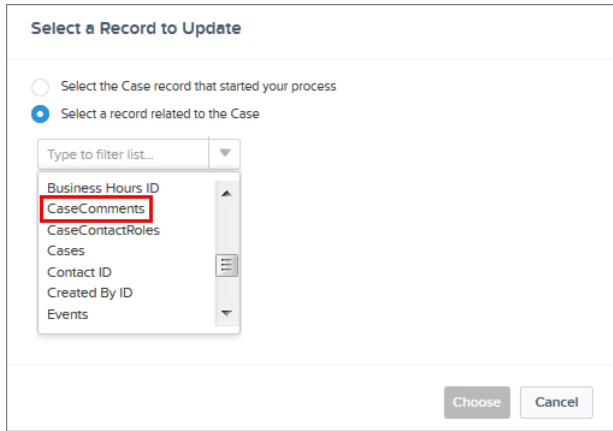 Select a Record to Update
Select the Case record that started your process
Select a record related to the Case
Type to filter list...
Business Hours ID
CaseComments
CaseContactRoles
Cases
Contact ID
Created By ID
Events
Choose
Cancel